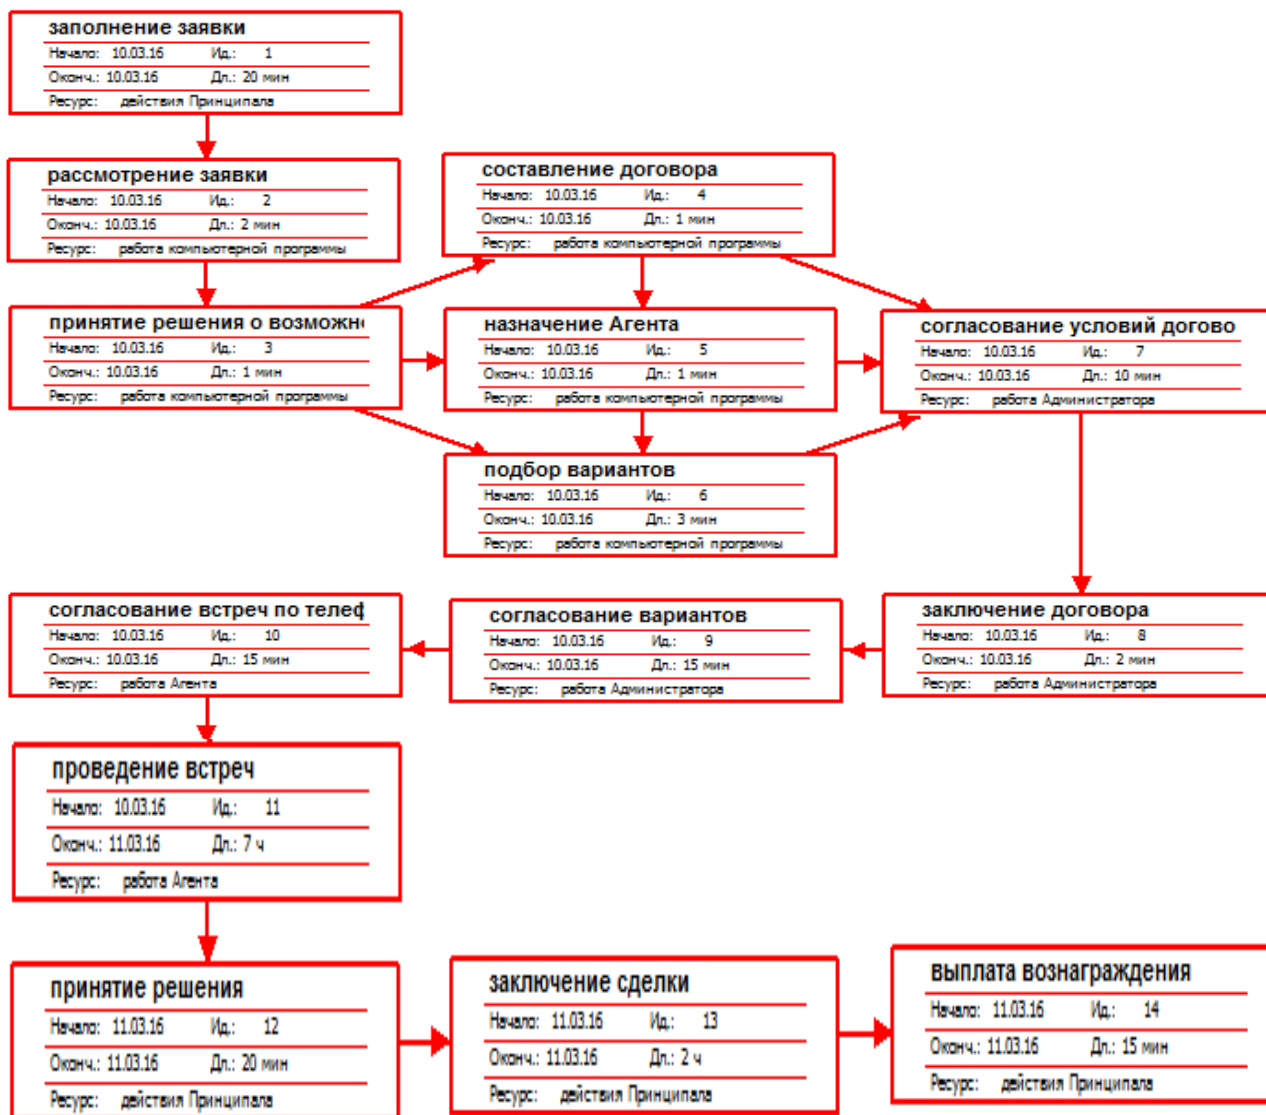 заполнение заявки
Начало: 10.03.16 Ид.: 1
Оконч.: 10.03.16 Дл.: 20 мин
Ресурс: действия Принципала
рассмотрение заявки
Начало: 10.03.16 Ид.: 2
Оконч.: 10.03.16 Дл.: 2 мин
Ресурс: работа компьютерной программы
составление договора
Начало: 10.03.16 Ид.: 4
Оконч.: 10.03.16 Дл.: 1 мин
Ресурс: работа компьютерной программы
принятие решения о возможн
Начало: 10.03.16 Ид.: 3
Оконч.: 10.03.16 Дл.: 1 мин
Ресурс: работа компьютерной программы
назначение Агента
Начало: 10.03.16 Ид.: 5
Оконч.: 10.03.16 Дл.: 1 мин
Ресурс: работа компьютерной программы
согласование условий догово
Начало: 10.03.16 Ид.: 7
Оконч.: 10.03.16 Дл.: 10 мин
Ресурс: работа Администратора
подбор вариантов
Начало: 10.03.16 Ид.: 6
Оконч.: 10.03.16 Дл.: 3 мин
Ресурс: работа компьютерной программы
согласование встреч по телеф
Начало: 10.03.16 Ид.: 10
Оконч.: 10.03.16 Дл.: 15 мин
Ресурс: работа Агента
согласование вариантов
Начало: 10.03.16 Ид.: 9
Оконч.: 10.03.16 Дл.: 15 мин
Ресурс: работа Администратора
заключение договора
Начало: 10.03.16 Ид.: 8
Оконч.: 10.03.16 Дл.: 2 мин
Ресурс: работа Администратора
проведение встреч
Начало: 10.03.16 Ид.: 11
Оконч.: 11.03.16 Дл.: 7 ч
Ресурс: работа Агента
принятие решения
Начало: 11.03.16 Ид.: 12
Оконч.: 11.03.16 Дл.: 20 мин
Ресурс: действия Принципала
заключение сделки
Начало: 11.03.16 Ид.: 13
Оконч.: 11.03.16 Дл.: 2 ч
Ресурс: действия Принципала
выплата вознаграждения
Начало: 11.03.16 Ид.: 14
Оконч.: 11.03.16 Дл.: 15 мин
Ресурс: действия Принципала